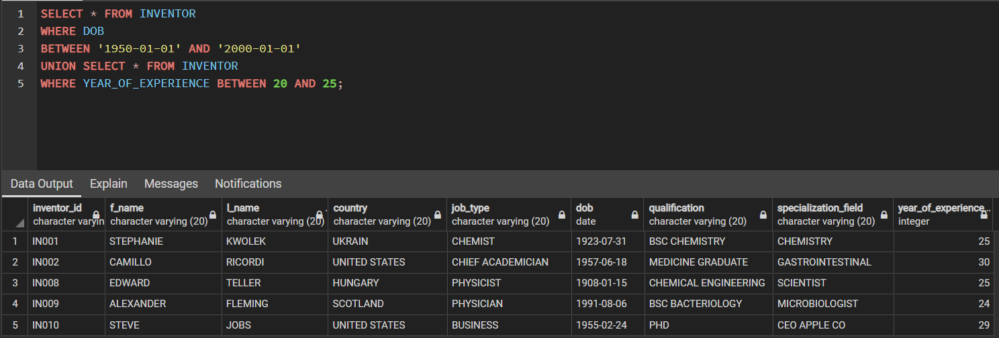 1 SELECT * FROM INVENTOR
2 WHERE DOB
3 BETWEEN '1950-01-01' AND '2000-01-01'
4 UNION SELECT * FROM INVENTOR
5 WHERE YEAR_OF_EXPERIENCE BETWEEN 20 AND 25;
Data Output Explain Messages Notifications
inventor_id f_name l_name country job_type dob qualification specialization_field year_of_experience
character varyin character varying (20) character varying (20) character varying (20) character varying (20) date character varying (20) character varying (20) integer
1 IN001 STEPHANIE KWOLEK UKRAIN CHEMIST 1923-07-31 BSC CHEMISTRY CHEMISTRY 25
2 IN002 CAMILLO RICORDI UNITED STATES CHIEF ACADEMICIAN 1957-06-18 MEDICINE GRADUATE GASTROINTESTINAL 30
3 IN008 EDWARD TELLER HUNGARY PHYSICIST 1908-01-15 CHEMICAL ENGINEERING SCIENTIST 25
4 IN009 ALEXANDER FLEMING SCOTLAND PHYSICIAN 1991-08-06 BSC BACTERIOLOGY MICROBIOLOGIST 24
5 IN010 STEVE JOBS UNITED STATES BUSINESS 1955-02-24 PHD CEO APPLE CO 29